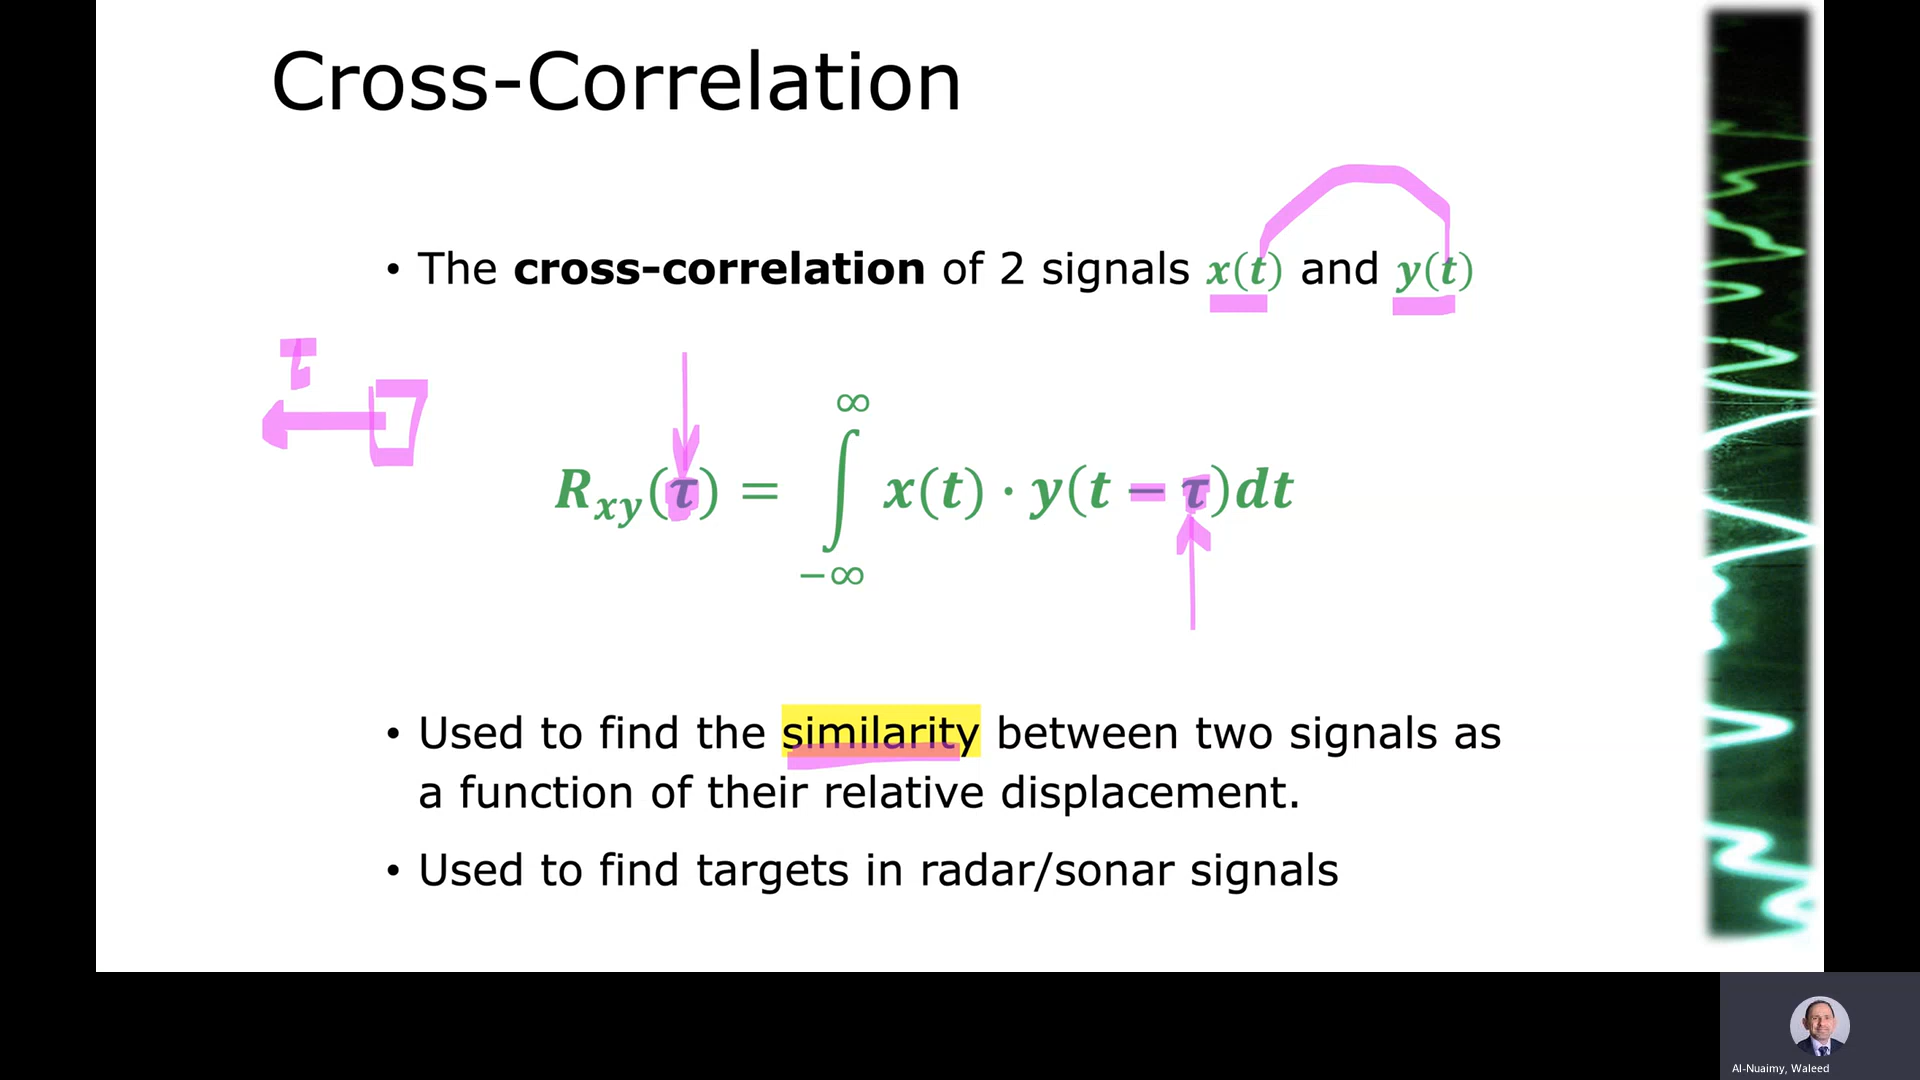 Cross-Correlation
• The cross-correlation of 2 signals x(t) and y(t)
τ
∞
R_xy(τ) = ∫ x(t) · y(t − τ)dt
−∞
• Used to find the similarity between two signals as
a function of their relative displacement.
• Used to find targets in radar/sonar signals
Al-Nuaimy, Waleed